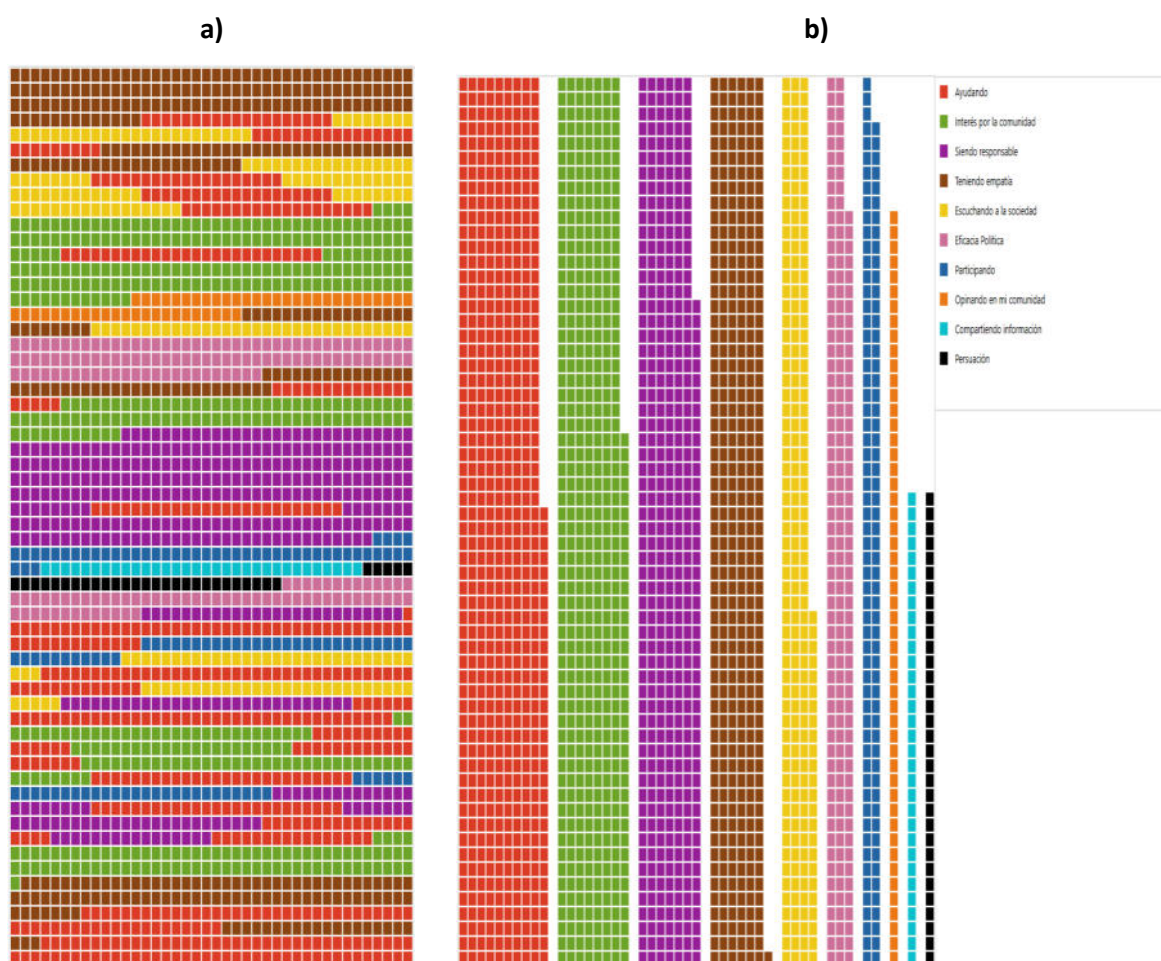 a)
b)
Ayudando
Interés por la comunidad
Siendo responsable
Teniendo empatía
Escuchando a la sociedad
Eficacia Política
Participando
Opinando en mi comunidad
Compartiendo información
Persuación